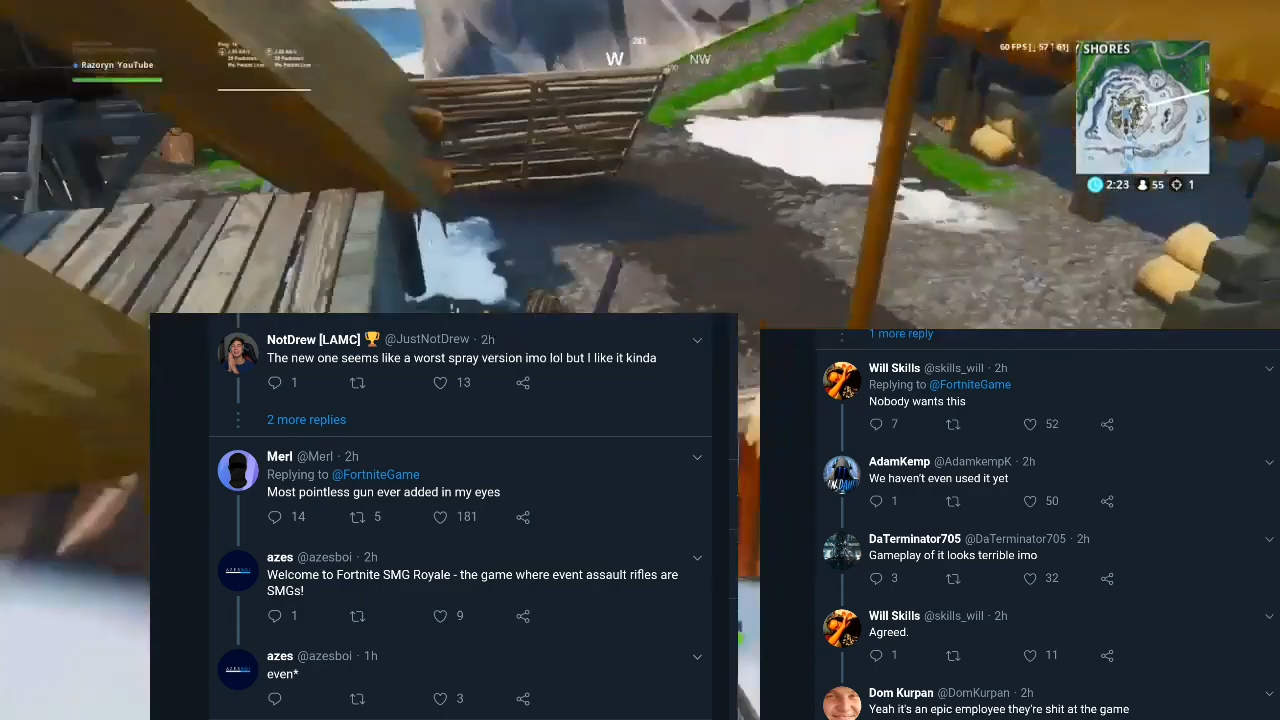 Razoryn YouTube
W
283
NW
60 FPS [↓ 57 ↑ 61]
SHORES
2:23 55 1
NotDrew [LAMC] 🏆 @JustNotDrew · 2h
The new one seems like a worst spray version imo lol but I like it kinda
1 13
2 more replies
Merl @Merl · 2h
Replying to @FortniteGame
Most pointless gun ever added in my eyes
14 5 181
azes @azesboi · 2h
Welcome to Fortnite SMG Royale - the game where event assault rifles are
SMGs!
1 9
azes @azesboi · 1h
even*
3
1 more reply
Will Skills @skills_will · 2h
Replying to @FortniteGame
Nobody wants this
7 52
AdamKemp @AdamkempK · 2h
We haven't even used it yet
1 50
DaTerminator705 @DaTerminator705 · 2h
Gameplay of it looks terrible imo
3 32
Will Skills @skills_will · 2h
Agreed.
1 11
Dom Kurpan @DomKurpan · 2h
Yeah it's an epic employee they're shit at the game